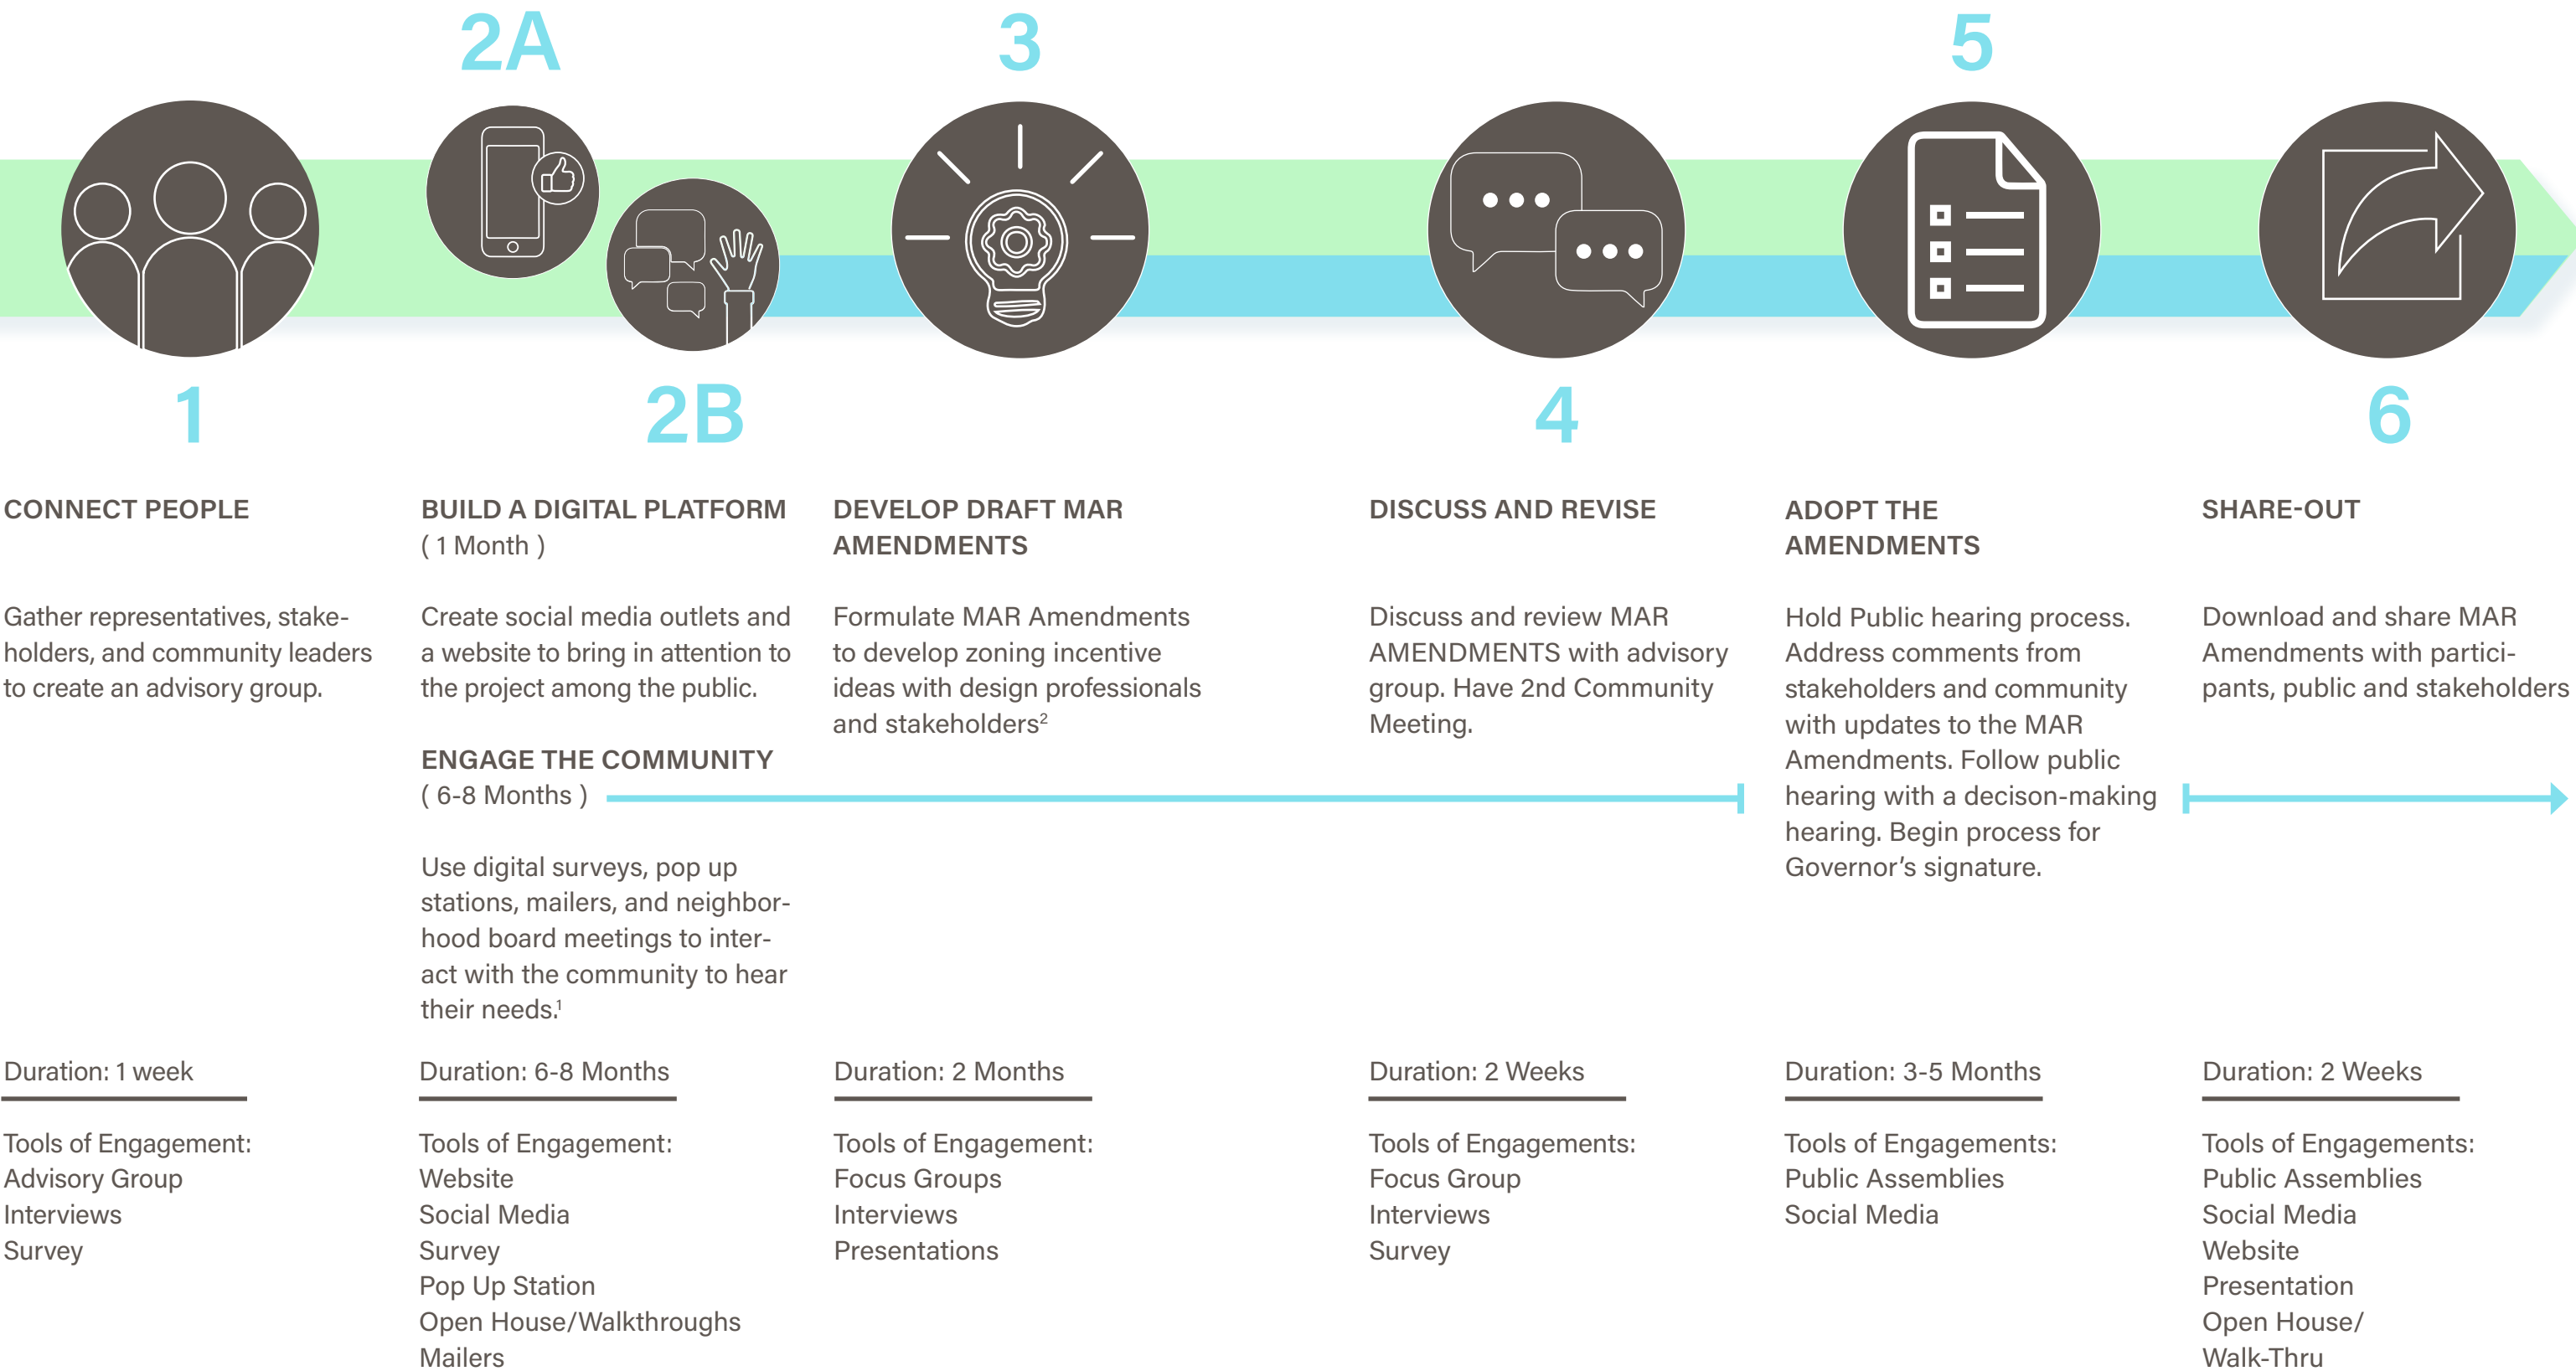 2A
3
5
1
2B
4
6
CONNECT PEOPLE
Gather representatives, stake-
holders, and community leaders
to create an advisory group.
Duration: 1 week
Tools of Engagement:
Advisory Group
Interviews
Survey
BUILD A DIGITAL PLATFORM
( 1 Month )
Create social media outlets and
a website to bring in attention to
the project among the public.
ENGAGE THE COMMUNITY
( 6-8 Months )
Use digital surveys, pop up
stations, mailers, and neighbor-
hood board meetings to inter-
act with the community to hear
their needs.¹
Duration: 6-8 Months
Tools of Engagement:
Website
Social Media
Survey
Pop Up Station
Open House/Walkthroughs
Mailers
DEVELOP DRAFT MAR
AMENDMENTS
Formulate MAR Amendments
to develop zoning incentive
ideas with design professionals
and stakeholders²
Duration: 2 Months
Tools of Engagement:
Focus Groups
Interviews
Presentations
DISCUSS AND REVISE
Discuss and review MAR
AMENDMENTS with advisory
group. Have 2nd Community
Meeting.
Duration: 2 Weeks
Tools of Engagements:
Focus Group
Interviews
Survey
ADOPT THE
AMENDMENTS
Hold Public hearing process.
Address comments from
stakeholders and community
with updates to the MAR
Amendments. Follow public
hearing with a decison-making
hearing. Begin process for
Governor’s signature.
Duration: 3-5 Months
Tools of Engagements:
Public Assemblies
Social Media
SHARE-OUT
Download and share MAR
Amendments with partici-
pants, public and stakeholders
Duration: 2 Weeks
Tools of Engagements:
Public Assemblies
Social Media
Website
Presentation
Open House/
Walk-Thru